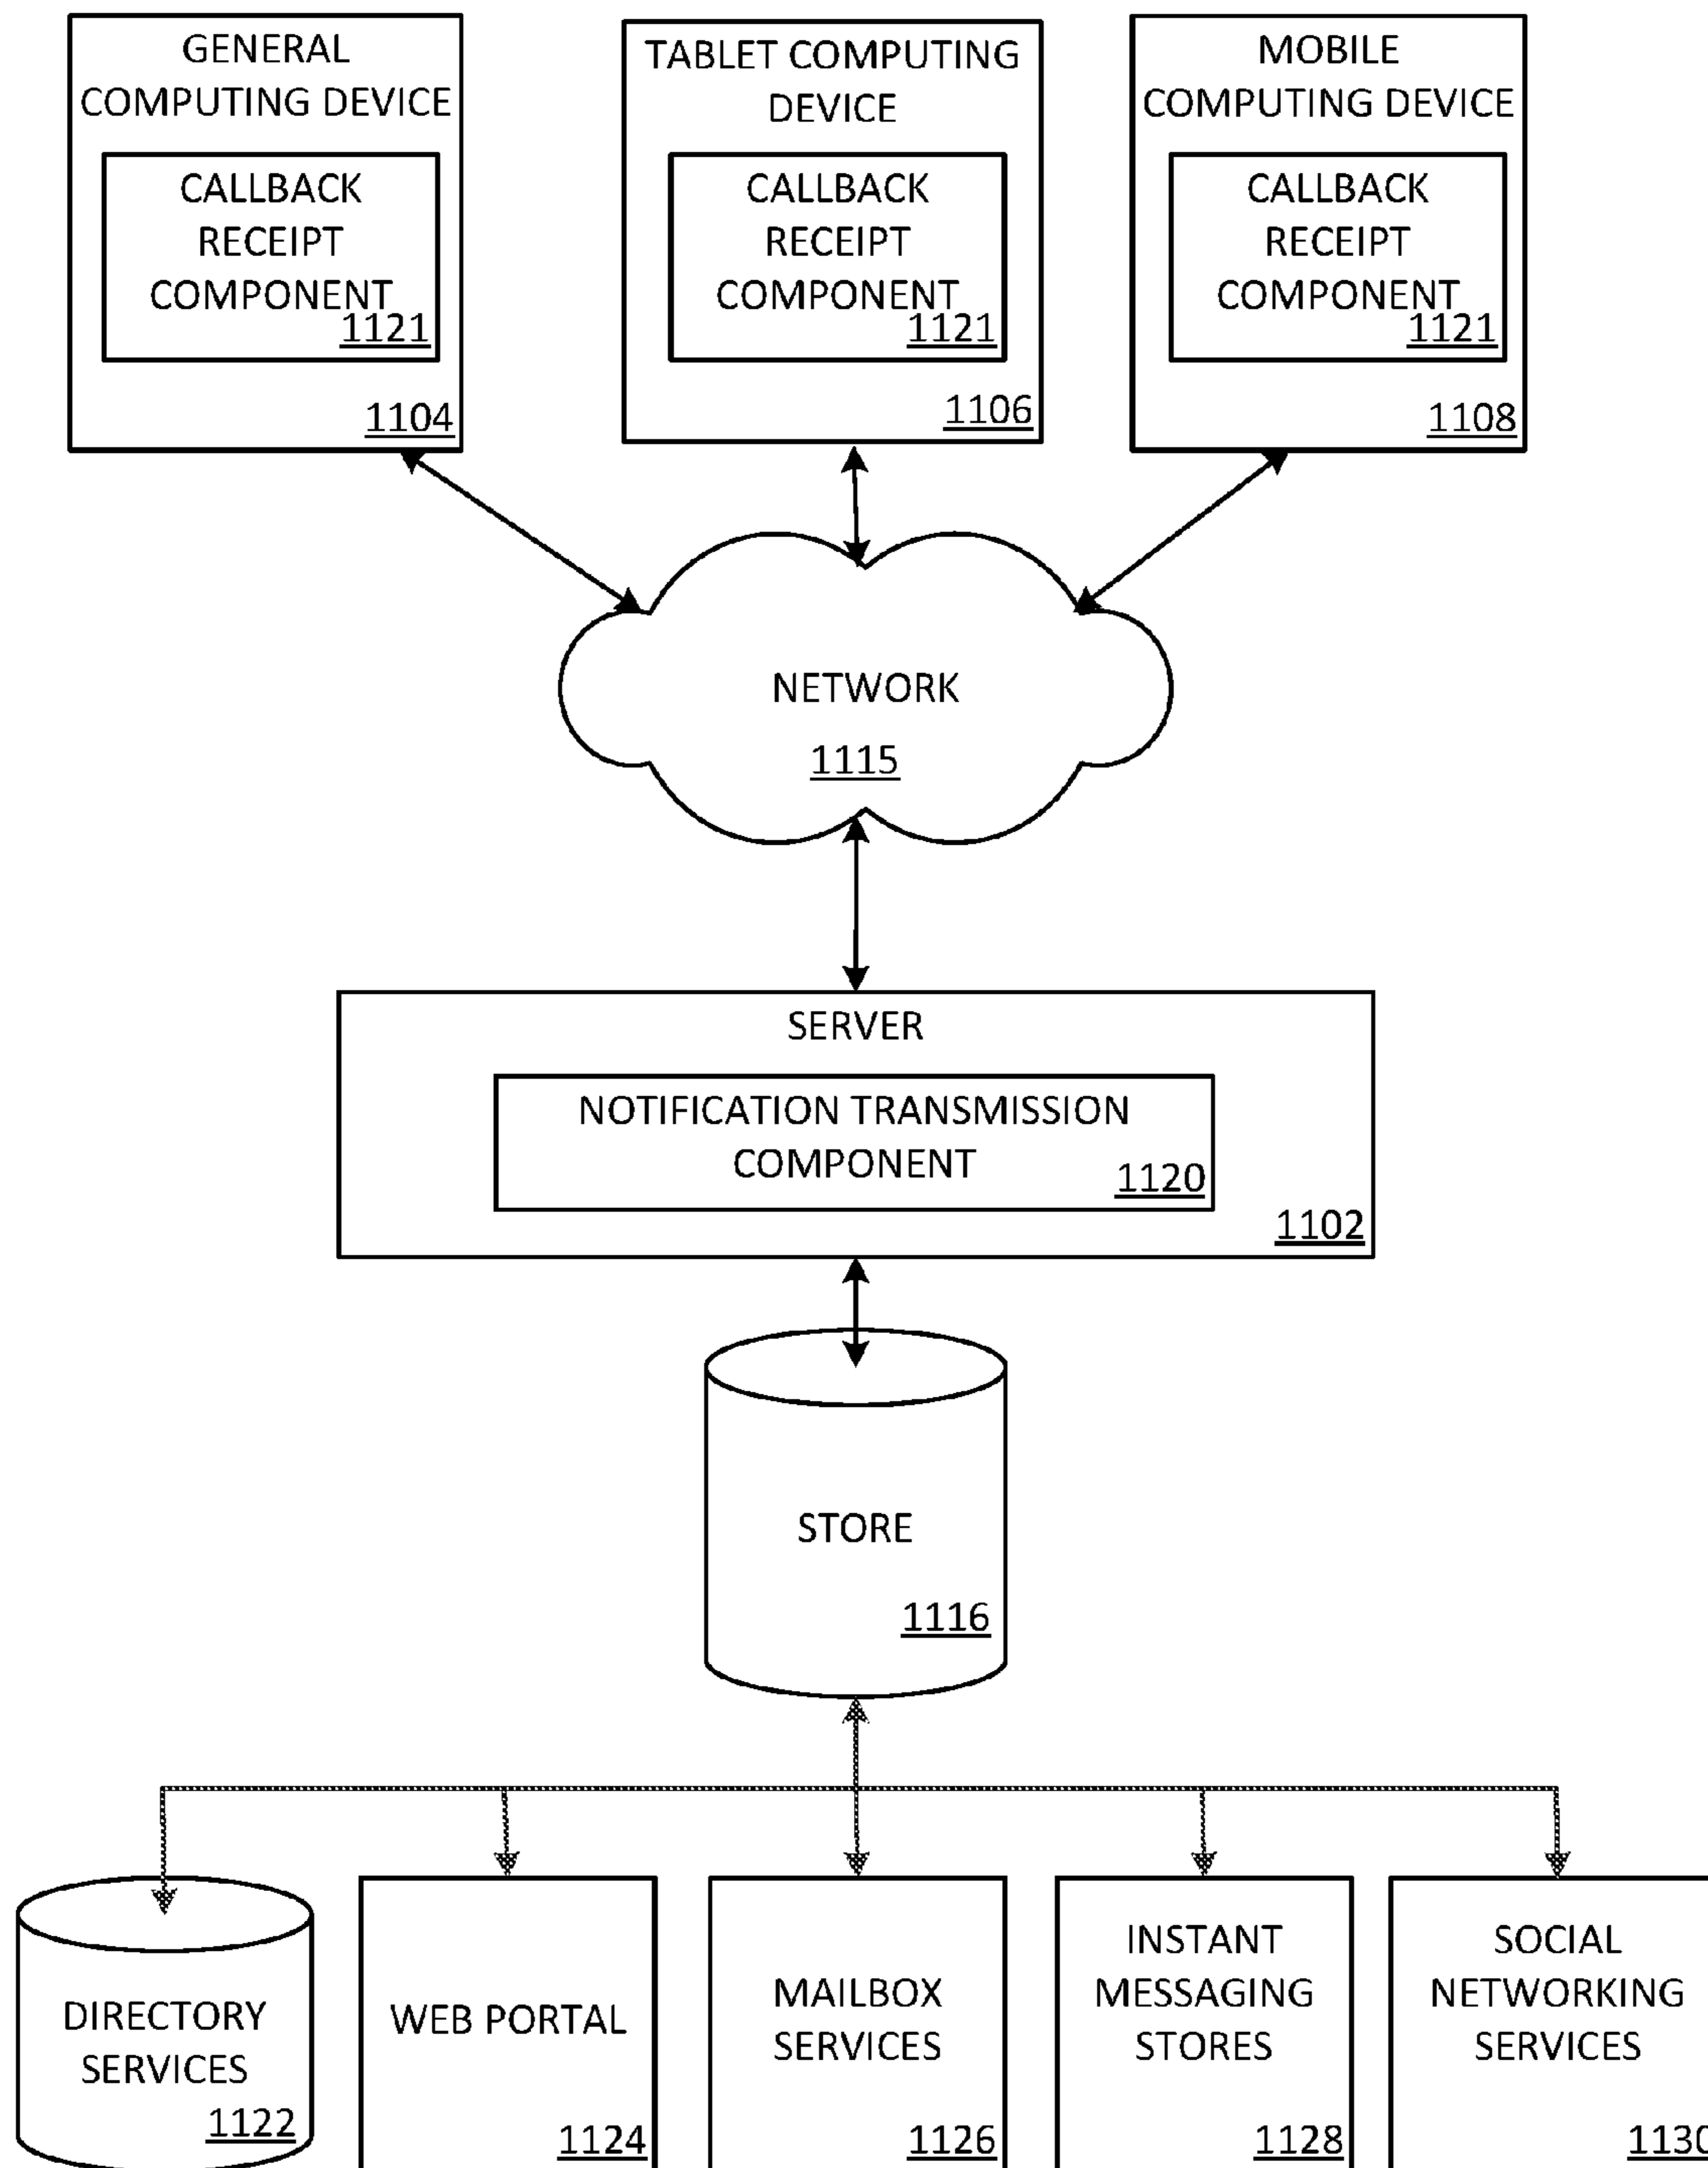 GENERAL
COMPUTING DEVICE
CALLBACK
RECEIPT
COMPONENT
1121
1104
TABLET COMPUTING
DEVICE
CALLBACK
RECEIPT
COMPONENT
1121
1106
MOBILE
COMPUTING DEVICE
CALLBACK
RECEIPT
COMPONENT
1121
1108
NETWORK
1115
SERVER
NOTIFICATION TRANSMISSION
COMPONENT
1120
1102
STORE
1116
DIRECTORY
SERVICES
1122
WEB PORTAL
1124
MAILBOX
SERVICES
1126
INSTANT
MESSAGING
STORES
1128
SOCIAL
NETWORKING
SERVICES
1130